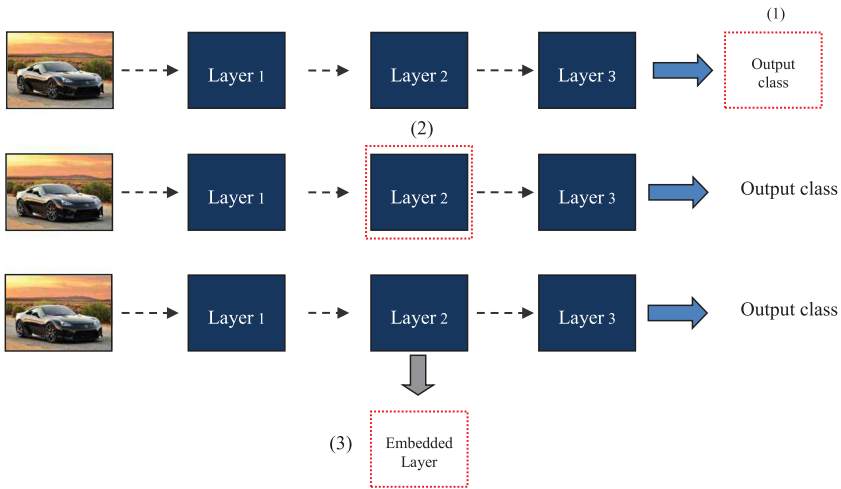 (1)
Layer 1
Layer 2
Layer 3
Output
class
(2)
Layer 1
Layer 2
Layer 3
Output class
Layer 1
Layer 2
Layer 3
Output class
(3)
Embedded
Layer